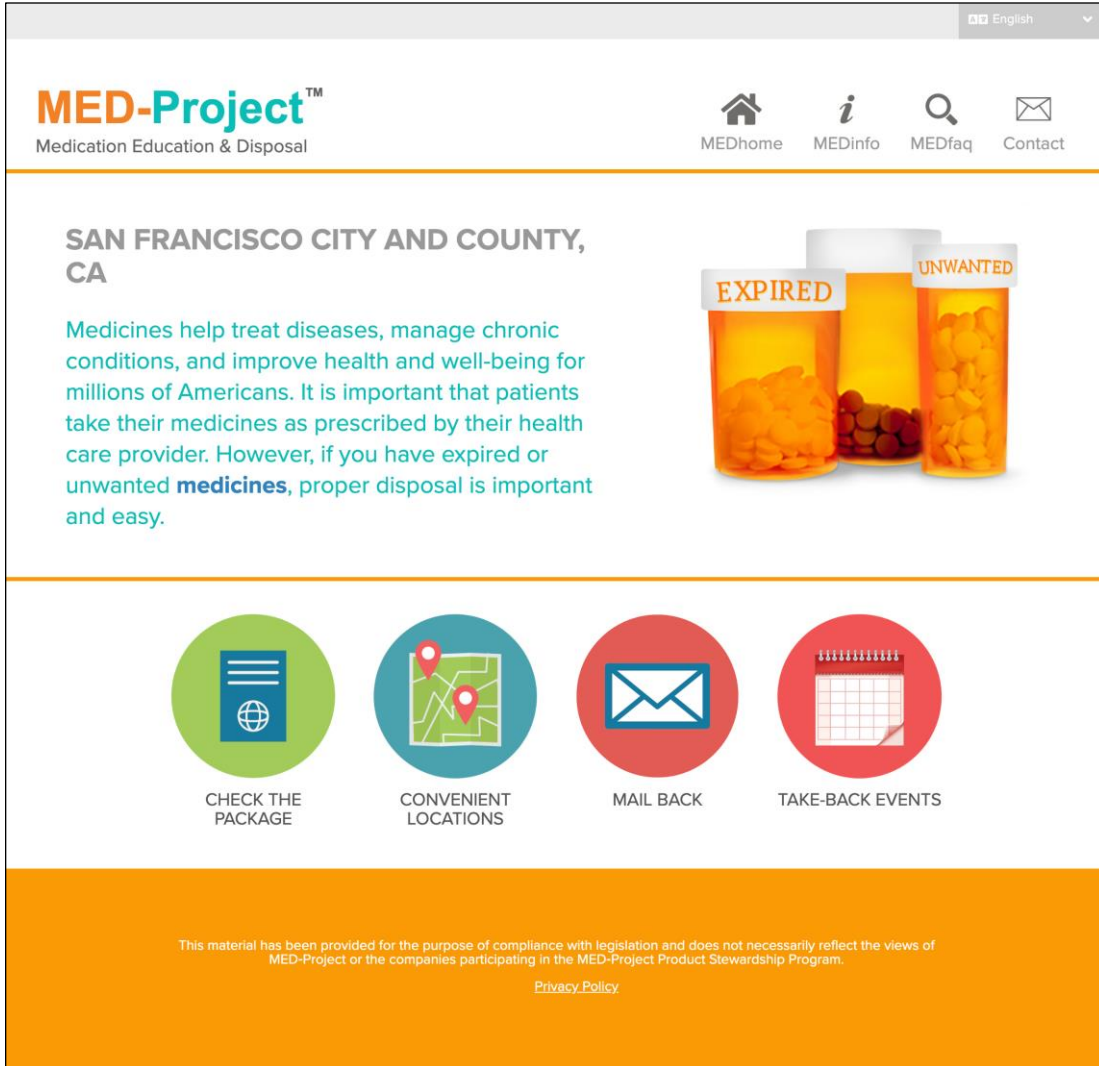 English
MED-Project™
Medication Education & Disposal
MEDhome
MEDinfo
MEDfaq
Contact
SAN FRANCISCO CITY AND COUNTY,
CA
Medicines help treat diseases, manage chronic
conditions, and improve health and well-being for
millions of Americans. It is important that patients
take their medicines as prescribed by their health
care provider. However, if you have expired or
unwanted medicines, proper disposal is important
and easy.
EXPIRED
UNWANTED
CHECK THE
PACKAGE
CONVENIENT
LOCATIONS
MAIL BACK
TAKE-BACK EVENTS
This material has been provided for the purpose of compliance with legislation and does not necessarily reflect the views of
MED-Project or the companies participating in the MED-Project Product Stewardship Program.
Privacy Policy